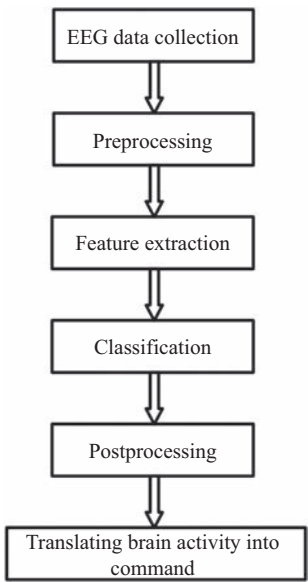 EEG data collection
Preprocessing
Feature extraction
Classification
Postprocessing
Translating brain activity into
command